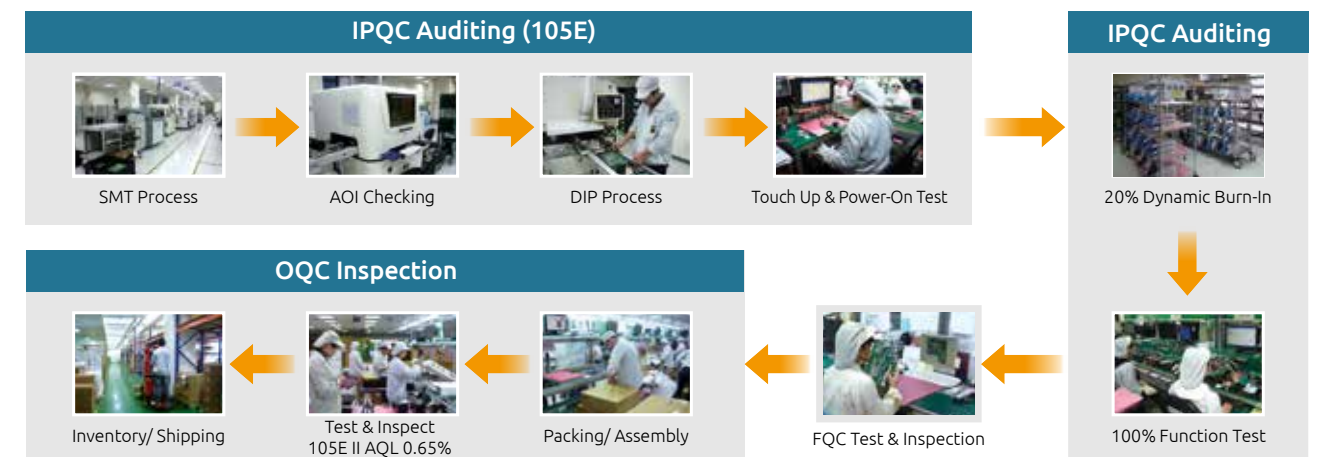 IPQC Auditing (105E)
SMT Process
AOI Checking
DIP Process
Touch Up & Power-On Test
IPQC Auditing
20% Dynamic Burn-In
100% Function Test
FQC Test & Inspection
OQC Inspection
Packing/ Assembly
Test & Inspect
105E II AQL 0.65%
Inventory/ Shipping